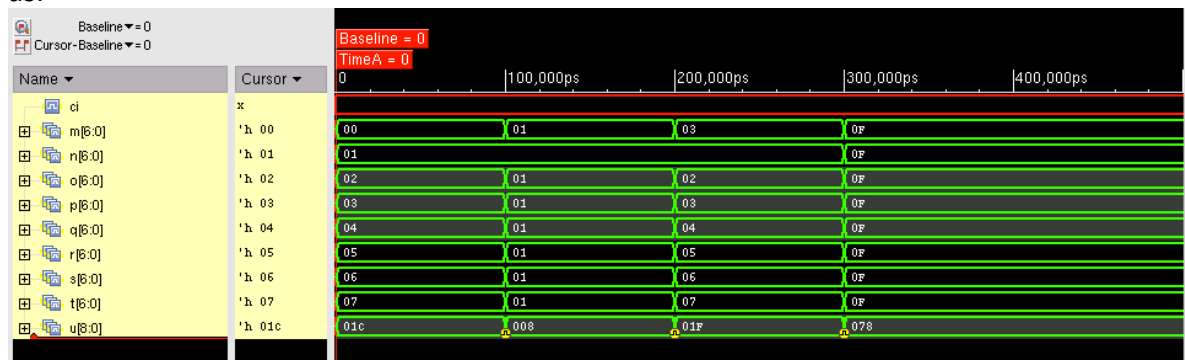 Baseline▼= 0
Cursor-Baseline▼= 0
Baseline = 0
TimeA = 0
Name ▼ Cursor ▼ 0 100,000ps 200,000ps 300,000ps 400,000ps
ci x
m[6:0] 'h 00 00 01 03 0F
n[6:0] 'h 01 01 0F
o[6:0] 'h 02 02 01 02 0F
p[6:0] 'h 03 03 01 03 0F
q[6:0] 'h 04 04 01 04 0F
r[6:0] 'h 05 05 01 05 0F
s[6:0] 'h 06 06 01 06 0F
t[6:0] 'h 07 07 01 07 0F
u[8:0] 'h 01c 01C 008 01F 078